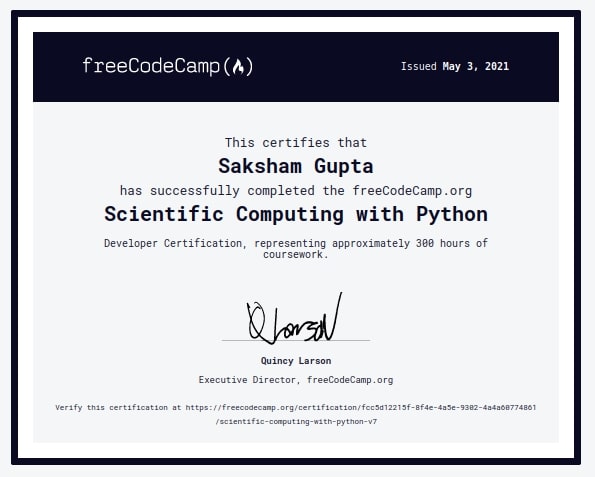 freeCodeCamp(🔥)
Issued May 3, 2021
This certifies that
Saksham Gupta
has successfully completed the freeCodeCamp.org
Scientific Computing with Python
Developer Certification, representing approximately 300 hours of
coursework.
Quincy Larson
Executive Director, freeCodeCamp.org
Verify this certification at https://freecodecamp.org/certification/fcc5d12215f-8f4e-4a5e-9302-4a4a60774861
/scientific-computing-with-python-v7